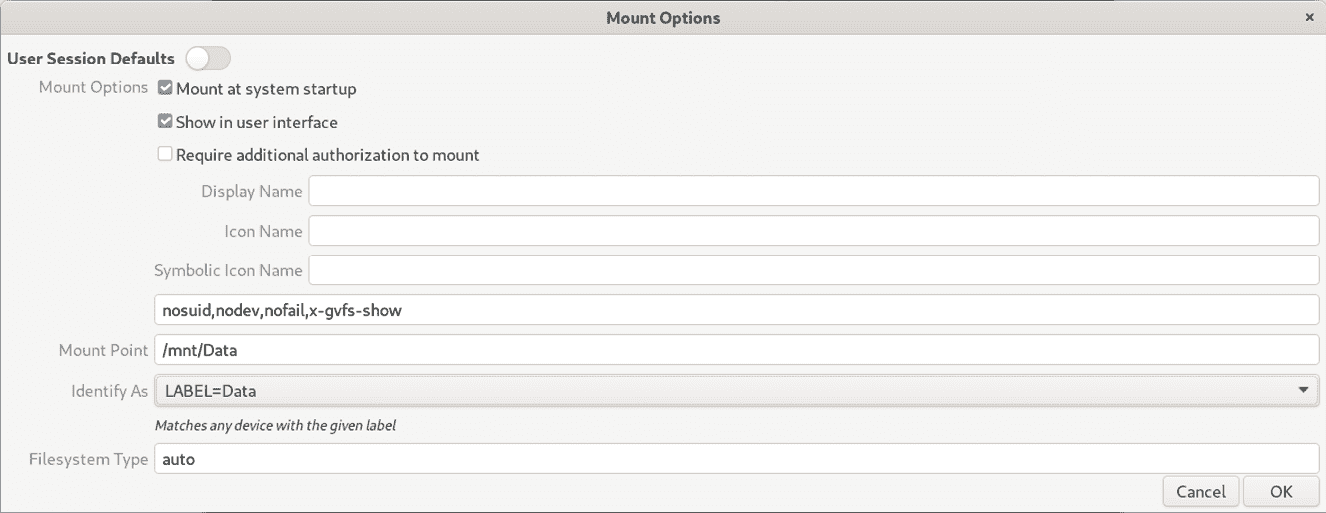 Mount Options
User Session Defaults
Mount Options Mount at system startup
Show in user interface
Require additional authorization to mount
Display Name
Icon Name
Symbolic Icon Name
nosuid,nodev,nofail,x-gvfs-show
Mount Point /mnt/Data
Identify As LABEL=Data
Matches any device with the given label
Filesystem Type auto
Cancel OK